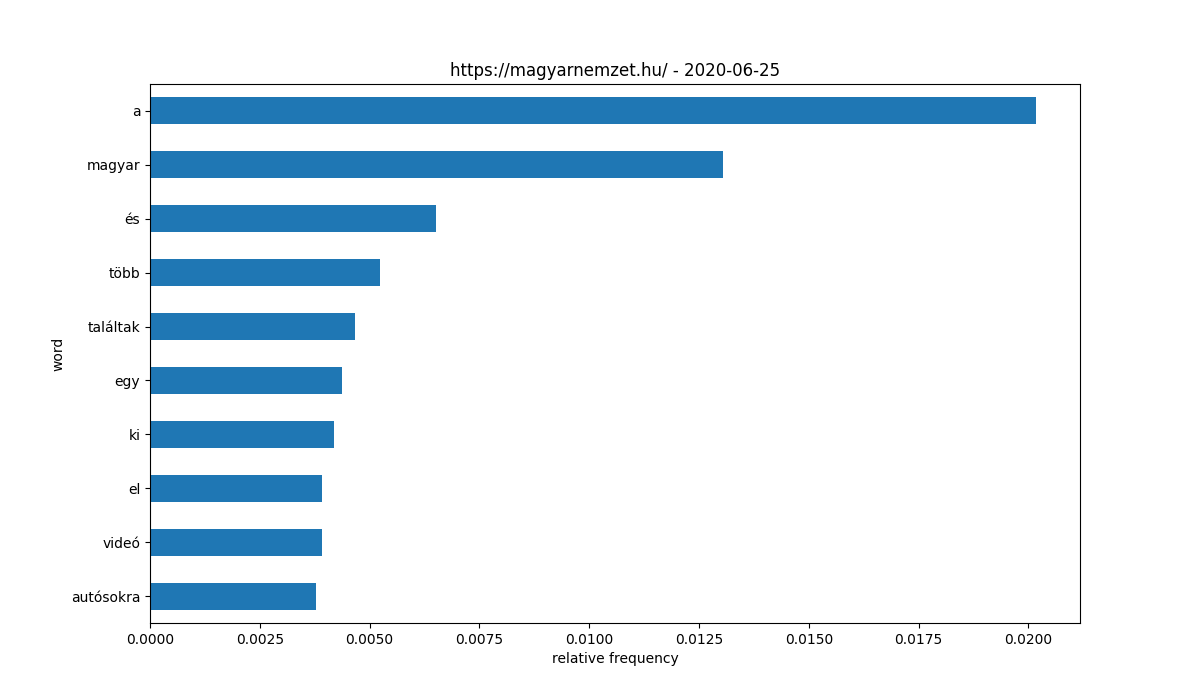 https://magyarnemzet.hu/ - 2020-06-25
a
magyar
és
több
találtak
egy
ki
el
videó
autósokra
word
0.0000 0.0025 0.0050 0.0075 0.0100 0.0125 0.0150 0.0175 0.0200
relative frequency